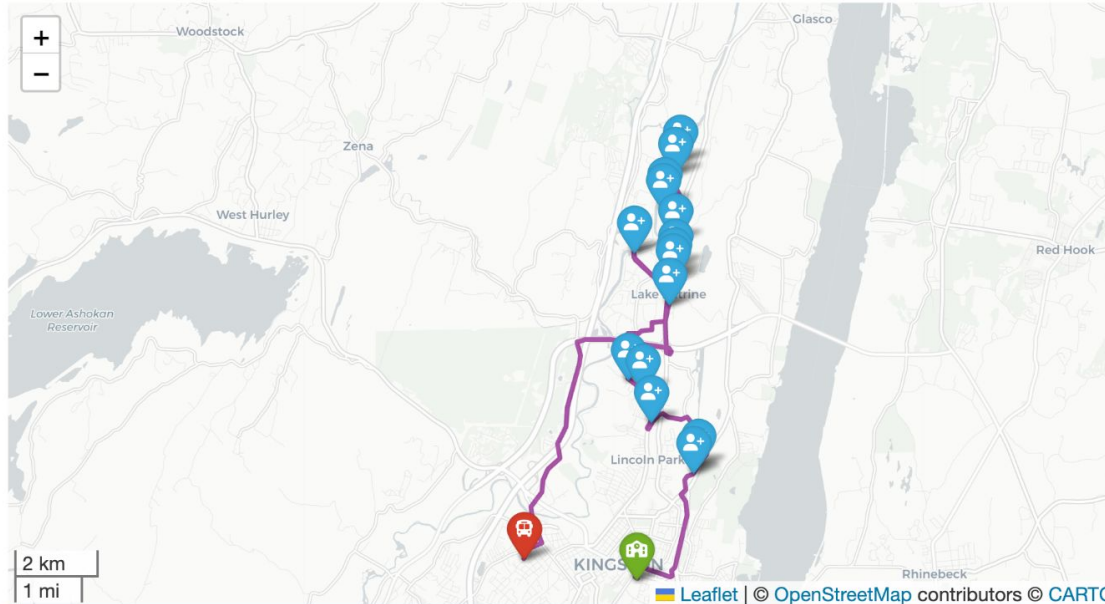 Glasco
Woodstock
+
−
Zena
West Hurley
Red Hook
Lower Ashokan
Reservoir
Lincoln Park
KINGS
N
2 km
1 mi
Rhinebeck
Leaflet | © OpenStreetMap contributors © CARTO